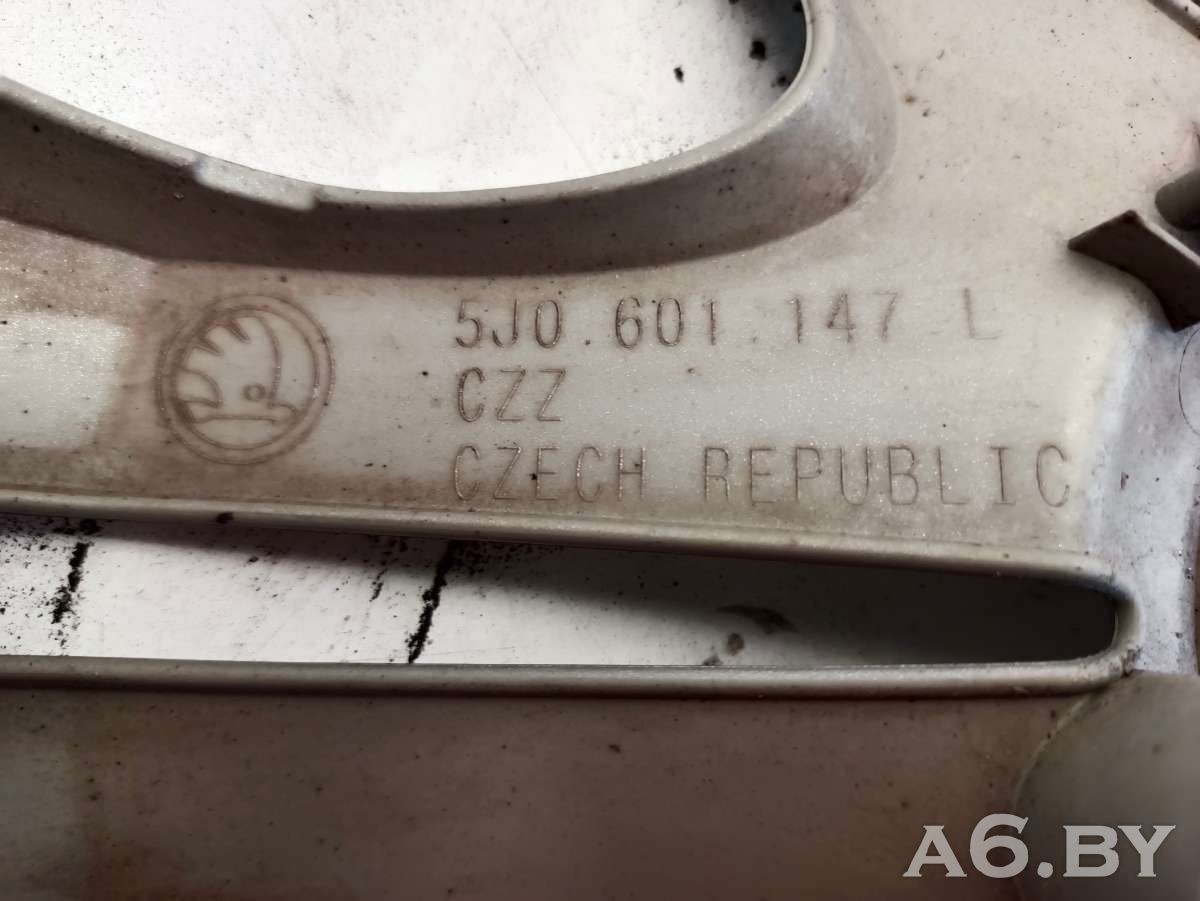 5J0.601.147 L
CZZ
CZECH REPUBLIC
A6.BY